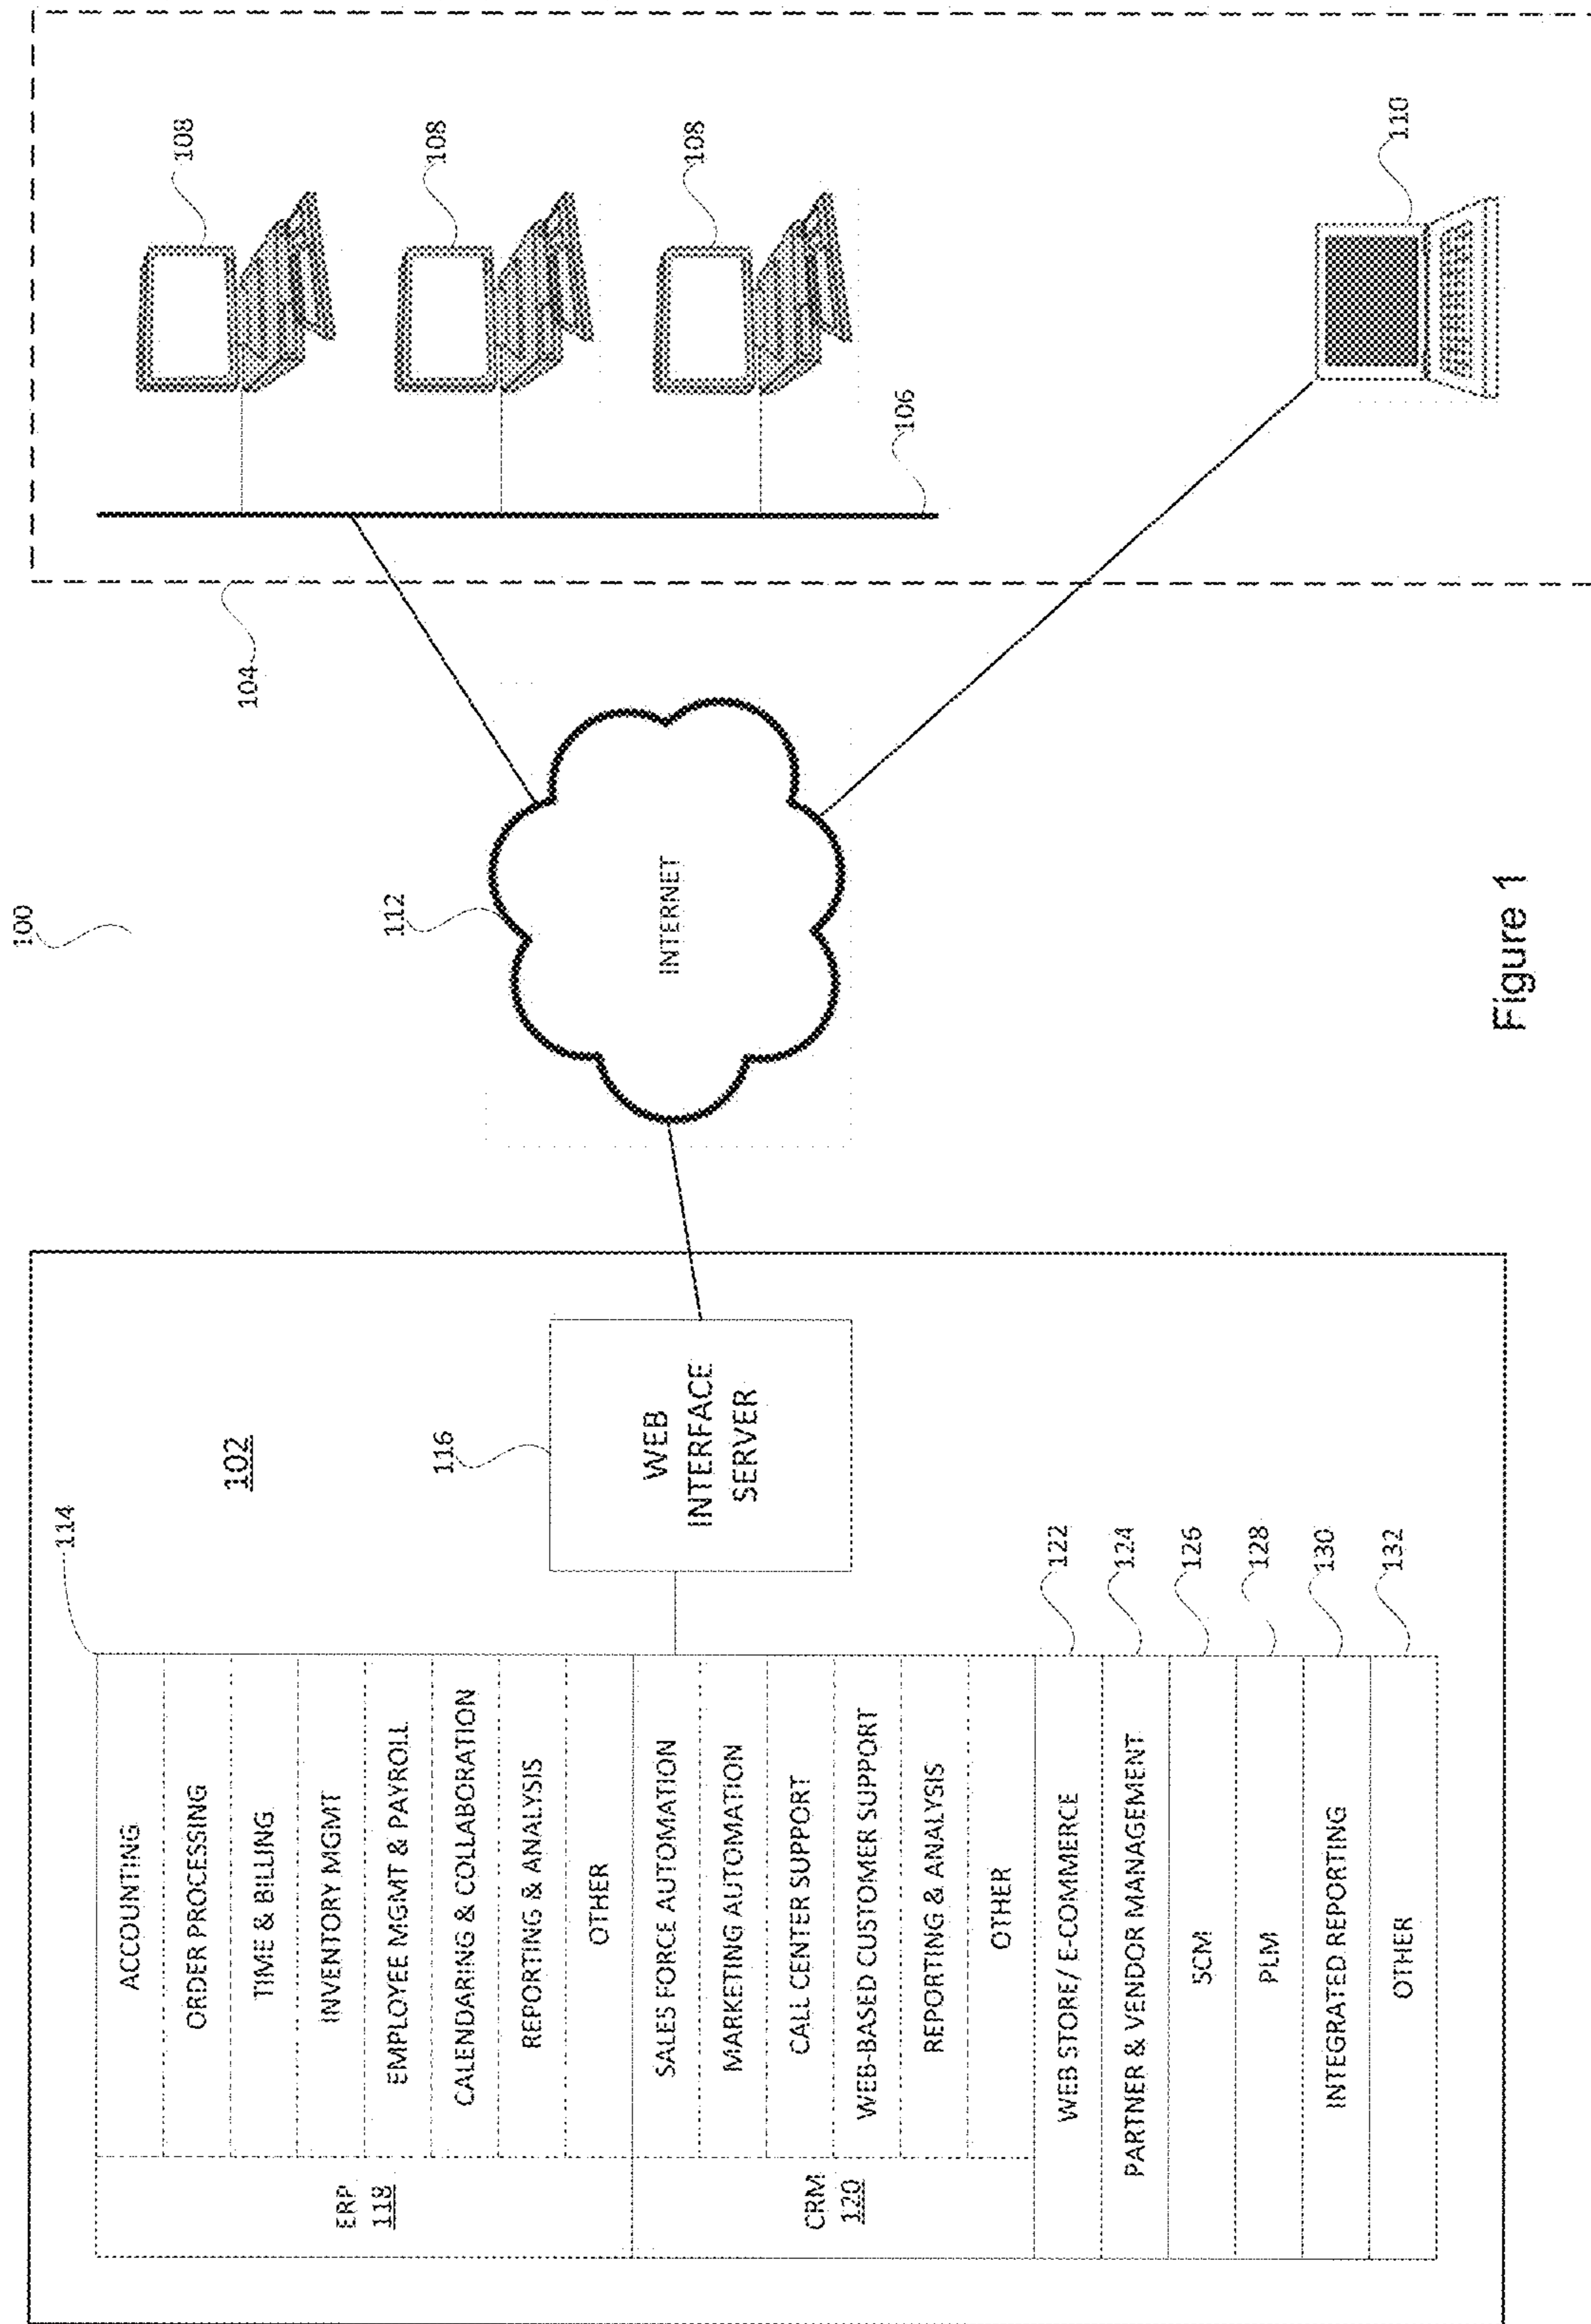 100
114
102
ERP
118
ACCOUNTING
ORDER PROCESSING
TIME & BILLING
INVENTORY MGMT
EMPLOYEE MGMT & PAYROLL
CALENDARING & COLLABORATION
REPORTING & ANALYSIS
OTHER
CRM
120
SALES FORCE AUTOMATION
MARKETING AUTOMATION
CALL CENTER SUPPORT
WEB-BASED CUSTOMER SUPPORT
REPORTING & ANALYSIS
OTHER
WEB STORE/ E-COMMERCE
122
PARTNER & VENDOR MANAGEMENT
124
SCM
126
PLM
128
INTEGRATED REPORTING
130
OTHER
132
116
WEB
INTERFACE
SERVER
112
INTERNET
104
108
108
108
106
110
Figure 1